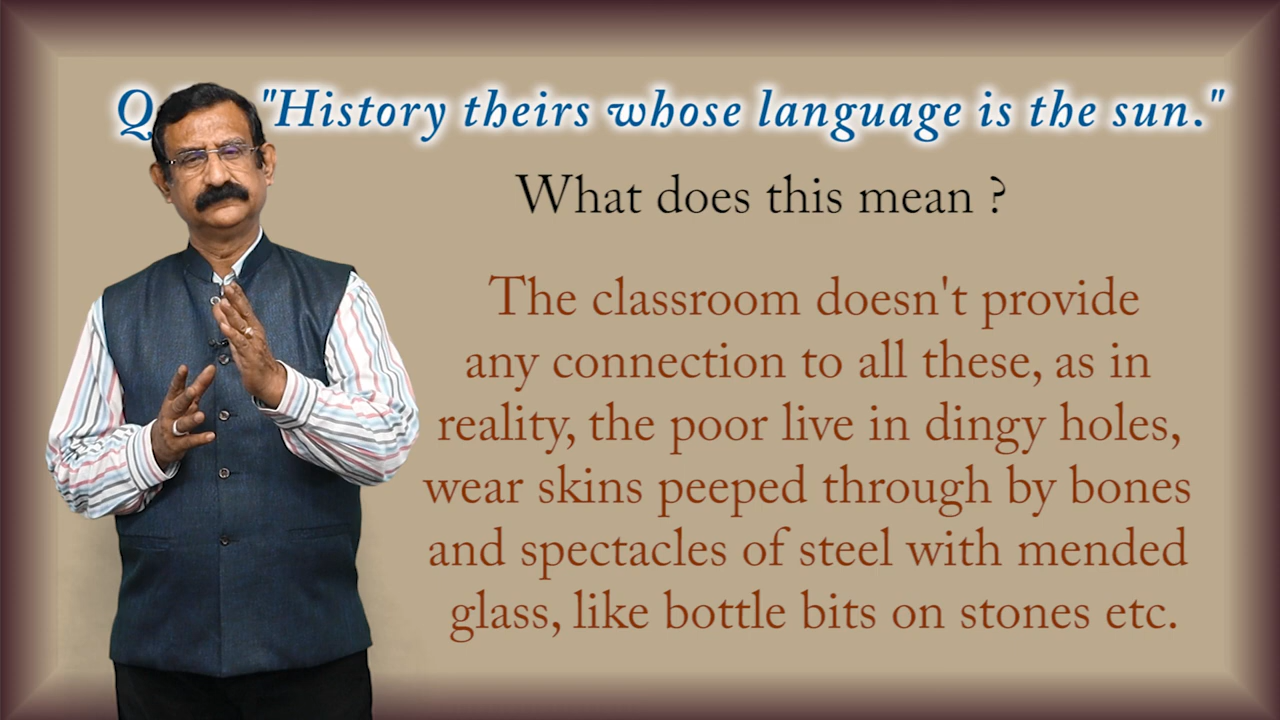 Q "History theirs whose language is the sun."
What does this mean ?
The classroom doesn't provide
any connection to all these, as in
reality, the poor live in dingy holes,
wear skins peeped through by bones
and spectacles of steel with mended
glass, like bottle bits on stones etc.